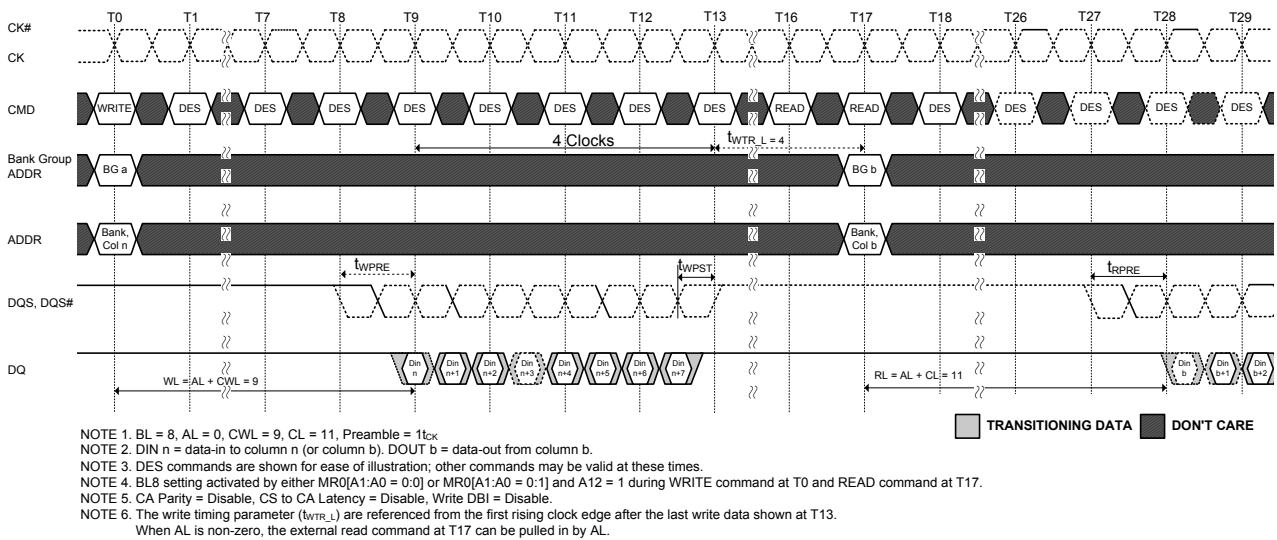 T0 T1 T7 T8 T9 T10 T11 T12 T13 T16 T17 T18 T26 T27 T28 T29
CK#
CK
CMD WRITE DES DES DES DES DES DES DES DES READ READ DES DES DES DES DES
4 Clocks tWTR_L = 4
Bank Group
ADDR
BG a BG b
ADDR
Bank, Bank,
Col n Col b
tWPRE tWPST tRPRE
DQS, DQS#
DQ
Din Din Din Din Din Din Din Din Din Din Din
n n+1 n+2 n+3 n+4 n+5 n+6 n+7 b b+1 b+2
WL = AL + CWL = 9 RL = AL + CL = 11
TRANSITIONING DATA DON'T CARE
NOTE 1. BL = 8, AL = 0, CWL = 9, CL = 11, Preamble = 1tCK
NOTE 2. DIN n = data-in to column n (or column b). DOUT b = data-out from column b.
NOTE 3. DES commands are shown for ease of illustration; other commands may be valid at these times.
NOTE 4. BL8 setting activated by either MR0[A1:A0 = 0:0] or MR0[A1:A0 = 0:1] and A12 = 1 during WRITE command at T0 and READ command at T17.
NOTE 5. CA Parity = Disable, CS to CA Latency = Disable, Write DBI = Disable.
NOTE 6. The write timing parameter (tWTR_L) are referenced from the first rising clock edge after the last write data shown at T13.
When AL is non-zero, the external read command at T17 can be pulled in by AL.